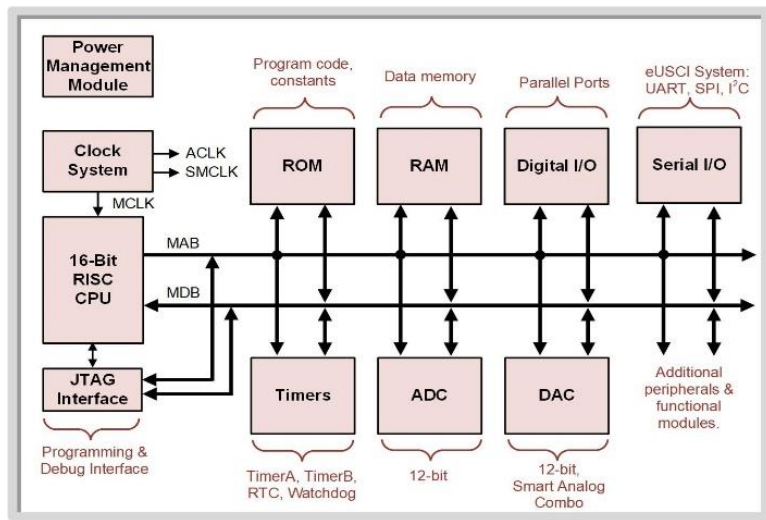 Power
Management
Module
Program code,
constants
Data memory
Parallel Ports
eUSCI System:
UART, SPI, I²C
Clock
System
ACLK
SMCLK
MCLK
ROM
RAM
Digital I/O
Serial I/O
16-Bit
RISC
CPU
MAB
MDB
JTAG
Interface
Programming &
Debug Interface
Timers
ADC
DAC
Additional
peripherals &
functional
modules.
TimerA, TimerB,
RTC, Watchdog
12-bit
12-bit,
Smart Analog
Combo